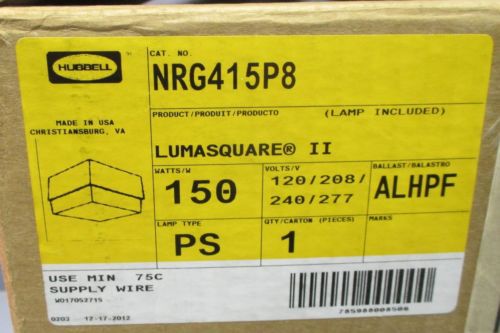 HUBBELL
CAT. NO.
NRG415P8
MADE IN USA
CHRISTIANSBURG, VA
PRODUCT/PRODUIT/PRODUCTO (LAMP INCLUDED)
LUMASQUARE® II
WATTS/W
150
VOLTS/V
120/208/
240/277
BALLAST/BALASTRO
ALHPF
LAMP TYPE
PS
QTY/CARTON (PIECES)
1
MARKS
USE MIN 75C
SUPPLY WIRE
WO17052715
0203 12-17-2012
785988008506